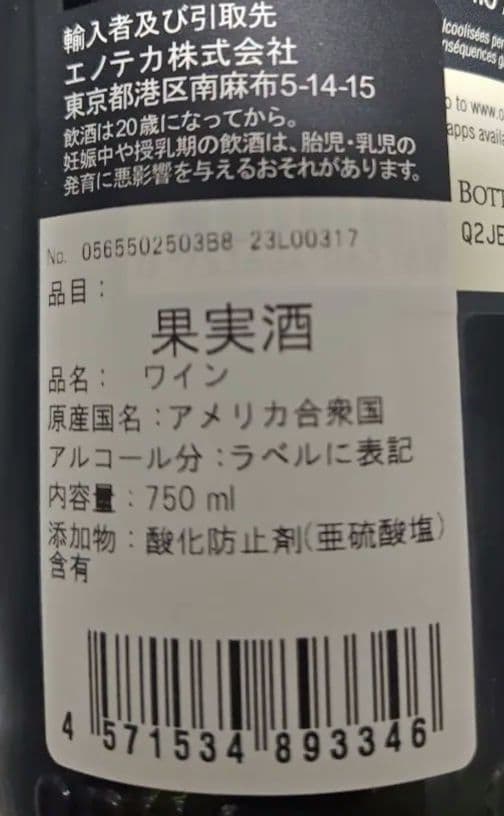 輸入者及び引取先
エノテカ株式会社
東京都港区南麻布5-14-15
飲酒は20歳になってから。
妊娠中や授乳期の飲酒は、胎児・乳児の
発育に悪影響を与えるおそれがあります。
No. 0565502503B8-23L00317
品目：
果実酒
品名： ワイン
原産国名：アメリカ合衆国
アルコール分：ラベルに表記
内容量：750 ml
添加物：酸化防止剤(亜硫酸塩)
含有
4 571534 893346
to www.
apps
BOTT
Q2JE